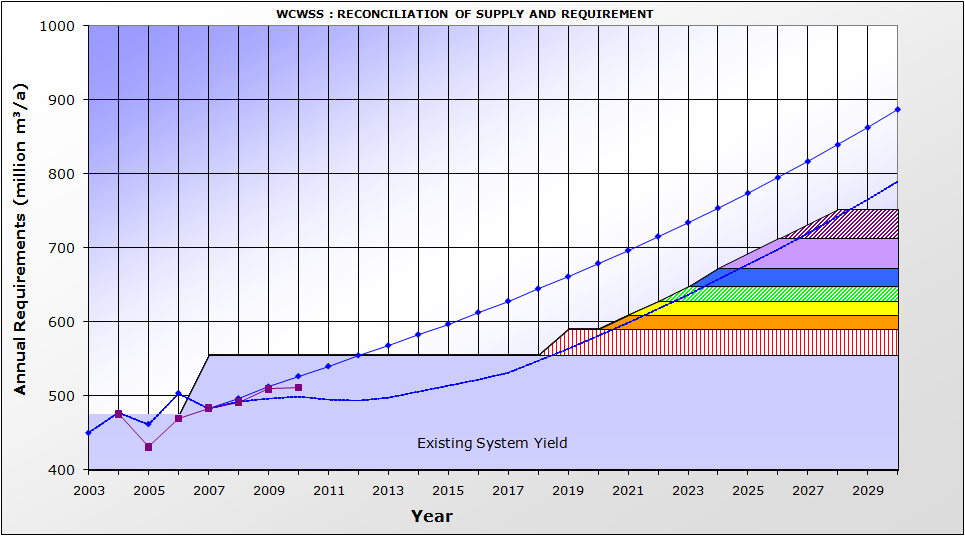 WCWSS : RECONCILIATION OF SUPPLY AND REQUIREMENT
Annual Requirements (million m³/a)
1000
900
800
700
600
500
400
Existing System Yield
2003 2005 2007 2009 2011 2013 2015 2017 2019 2021 2023 2025 2027 2029
Year